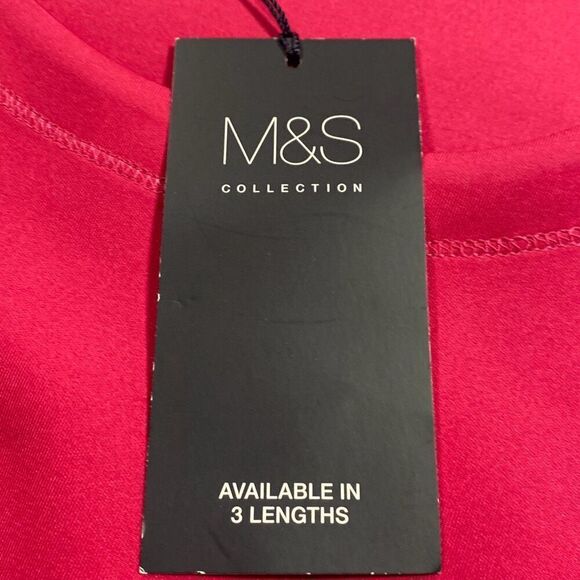 M&S
COLLECTION
AVAILABLE IN
3 LENGTHS